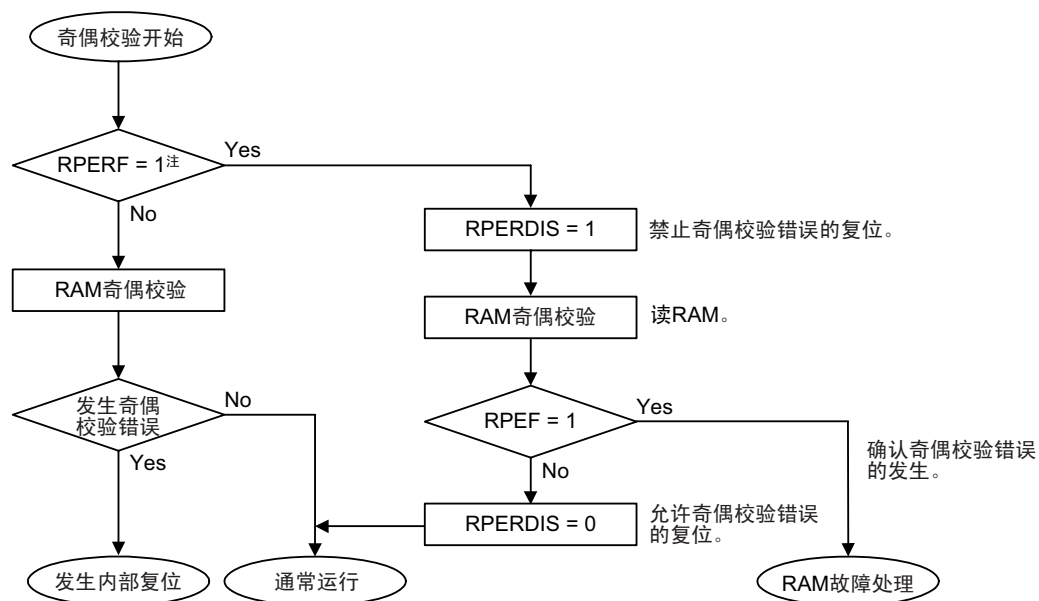 奇偶校验开始
RPERF = 1注
Yes
No
RPERDIS = 1
禁止奇偶校验错误的复位。
RAM奇偶校验
RAM奇偶校验
读RAM。
发生奇偶
校验错误
No
Yes
RPEF = 1
Yes
No
确认奇偶校验错误
的发生。
RPERDIS = 0
允许奇偶校验错误
的复位。
发生内部复位
通常运行
RAM故障处理